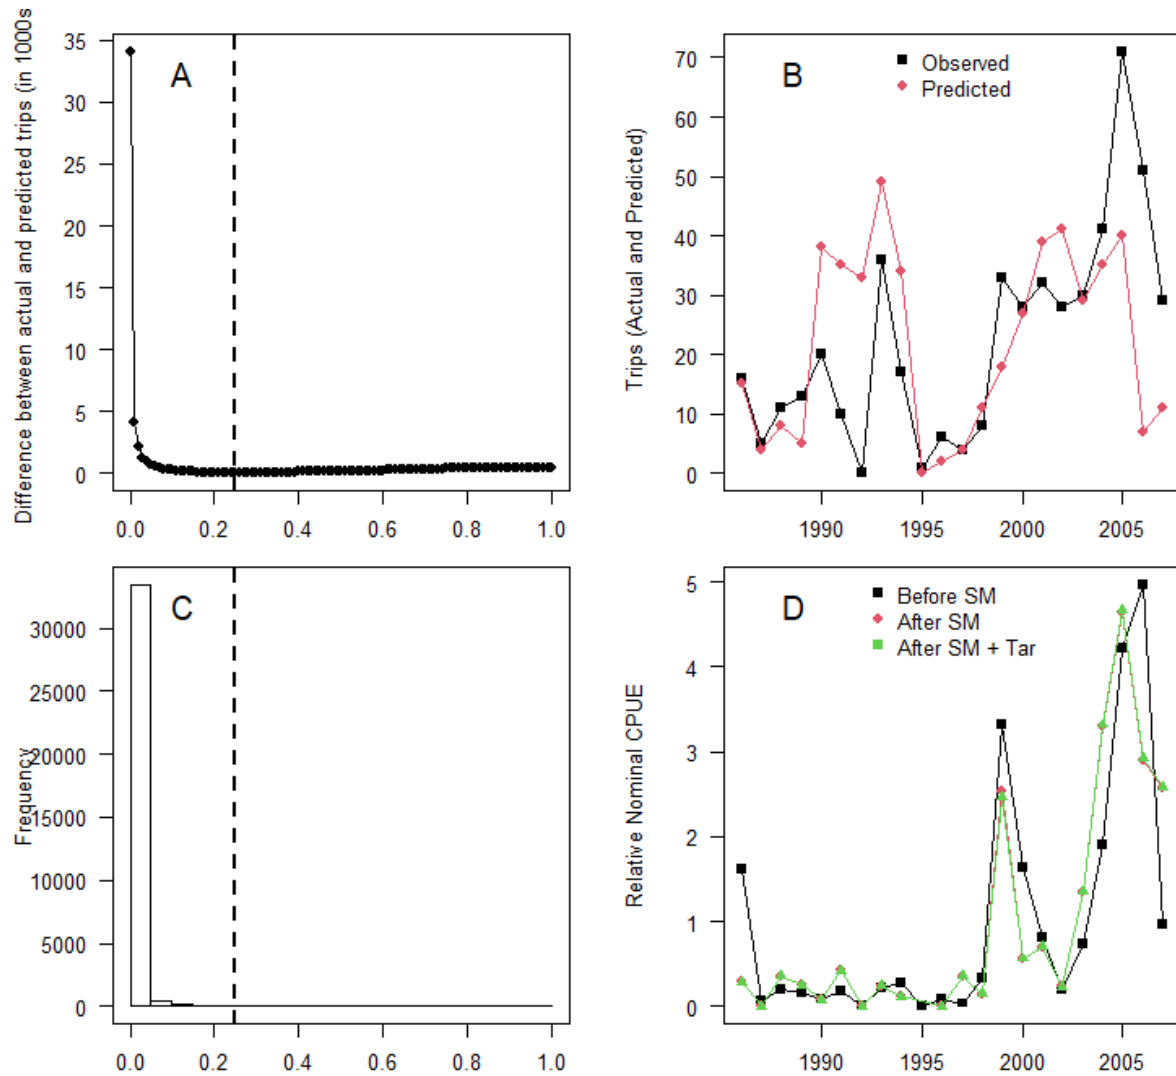 Difference between actual and predicted trips (in 1000s
35
30
25
20
15
10
5
0
A
0.0 0.2 0.4 0.6 0.8 1.0
Trips (Actual and Predicted)
70
60
50
40
30
20
10
0
B
Observed
Predicted
1990 1995 2000 2005
Frequency
30000
25000
20000
15000
10000
5000
0
C
0.0 0.2 0.4 0.6 0.8 1.0
Relative Nominal CPUE
5
4
3
2
1
0
D
Before SM
After SM
After SM + Tar
1990 1995 2000 2005